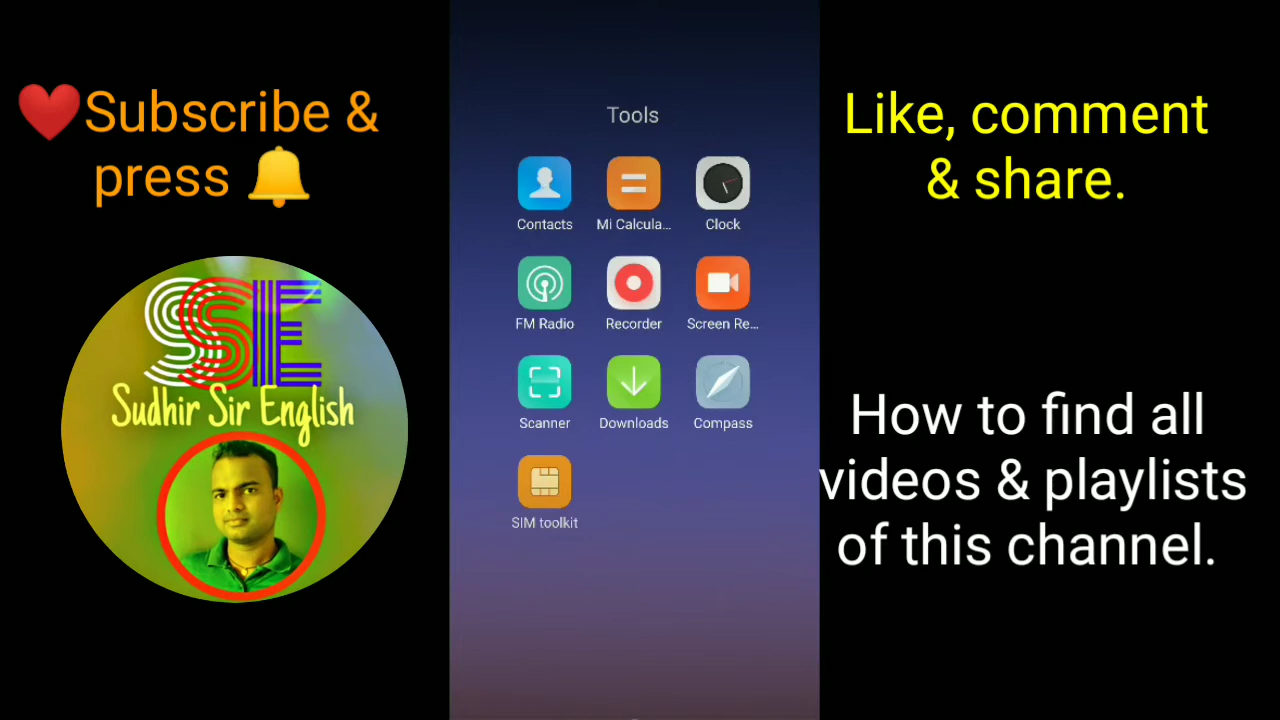 ❤️Subscribe &
press 🔔
SE
Sudhir Sir English
Tools
Contacts
Mi Calcula...
Clock
FM Radio
Recorder
Screen Re...
Scanner
Downloads
Compass
SIM toolkit
Like, comment
& share.
How to find all
videos & playlists
of this channel.